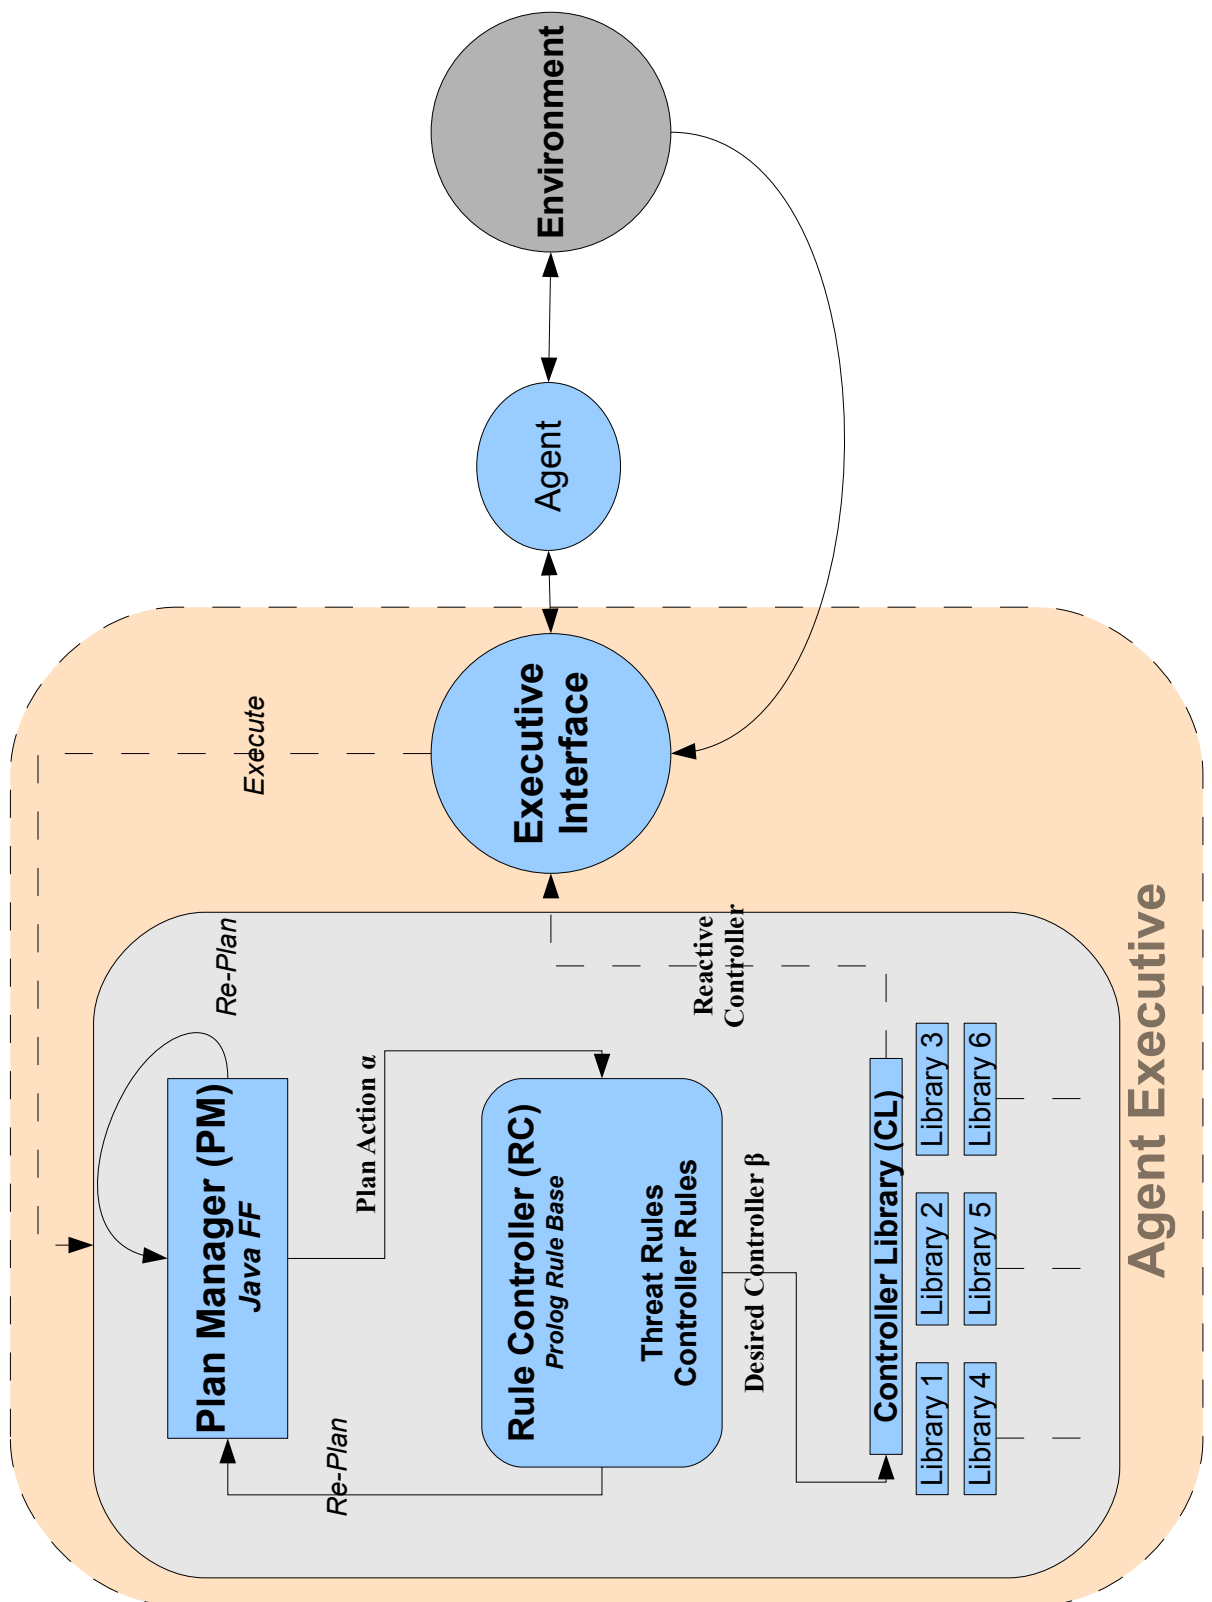 Re-Plan
Plan Manager (PM)
Java FF
Re-Plan
Execute
Plan Action α
Rule Controller (RC)
Prolog Rule Base
Threat Rules
Controller Rules
Executive
Interface
Agent
Environment
Reactive
Controller
Desired Controller β
Controller Library (CL)
Library 1
Library 2
Library 3
Library 4
Library 5
Library 6
Agent Executive